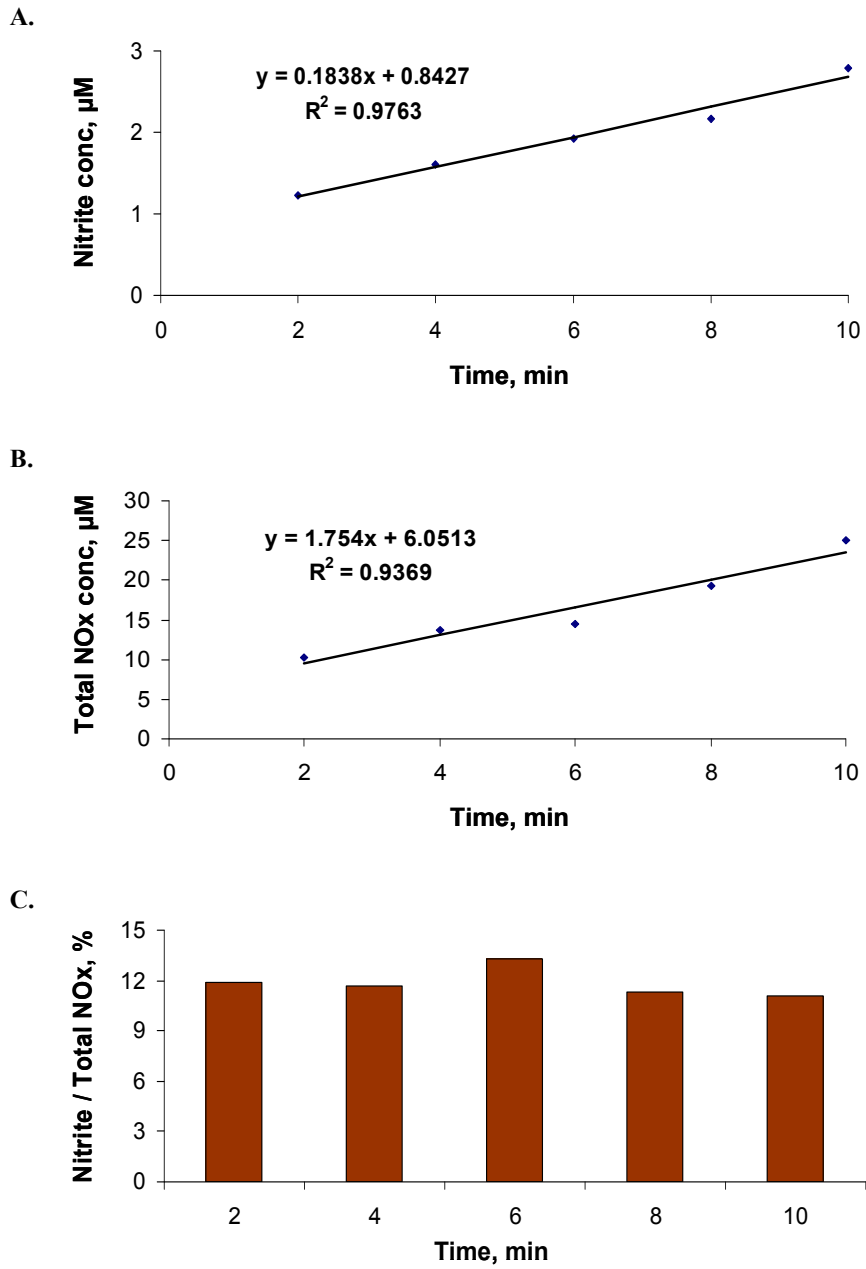 A.
Nitrite conc, µM
3
2
1
0
y = 0.1838x + 0.8427
R² = 0.9763
0 2 4 6 8 10
Time, min
B.
Total NOx conc, µM
30
25
20
15
10
5
0
y = 1.754x + 6.0513
R² = 0.9369
0 2 4 6 8 10
Time, min
C.
Nitrite / Total NOx, %
15
12
9
6
3
0
2 4 6 8 10
Time, min